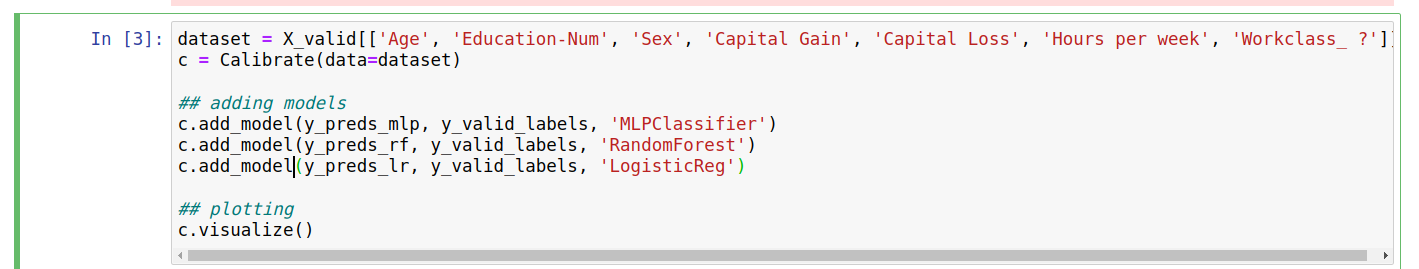 In [3]: dataset = X_valid[['Age', 'Education-Num', 'Sex', 'Capital Gain', 'Capital Loss', 'Hours per week', 'Workclass_ ?']]
c = Calibrate(data=dataset)
## adding models
c.add_model(y_preds_mlp, y_valid_labels, 'MLPClassifier')
c.add_model(y_preds_rf, y_valid_labels, 'RandomForest')
c.add_model(y_preds_lr, y_valid_labels, 'LogisticReg')
## plotting
c.visualize()